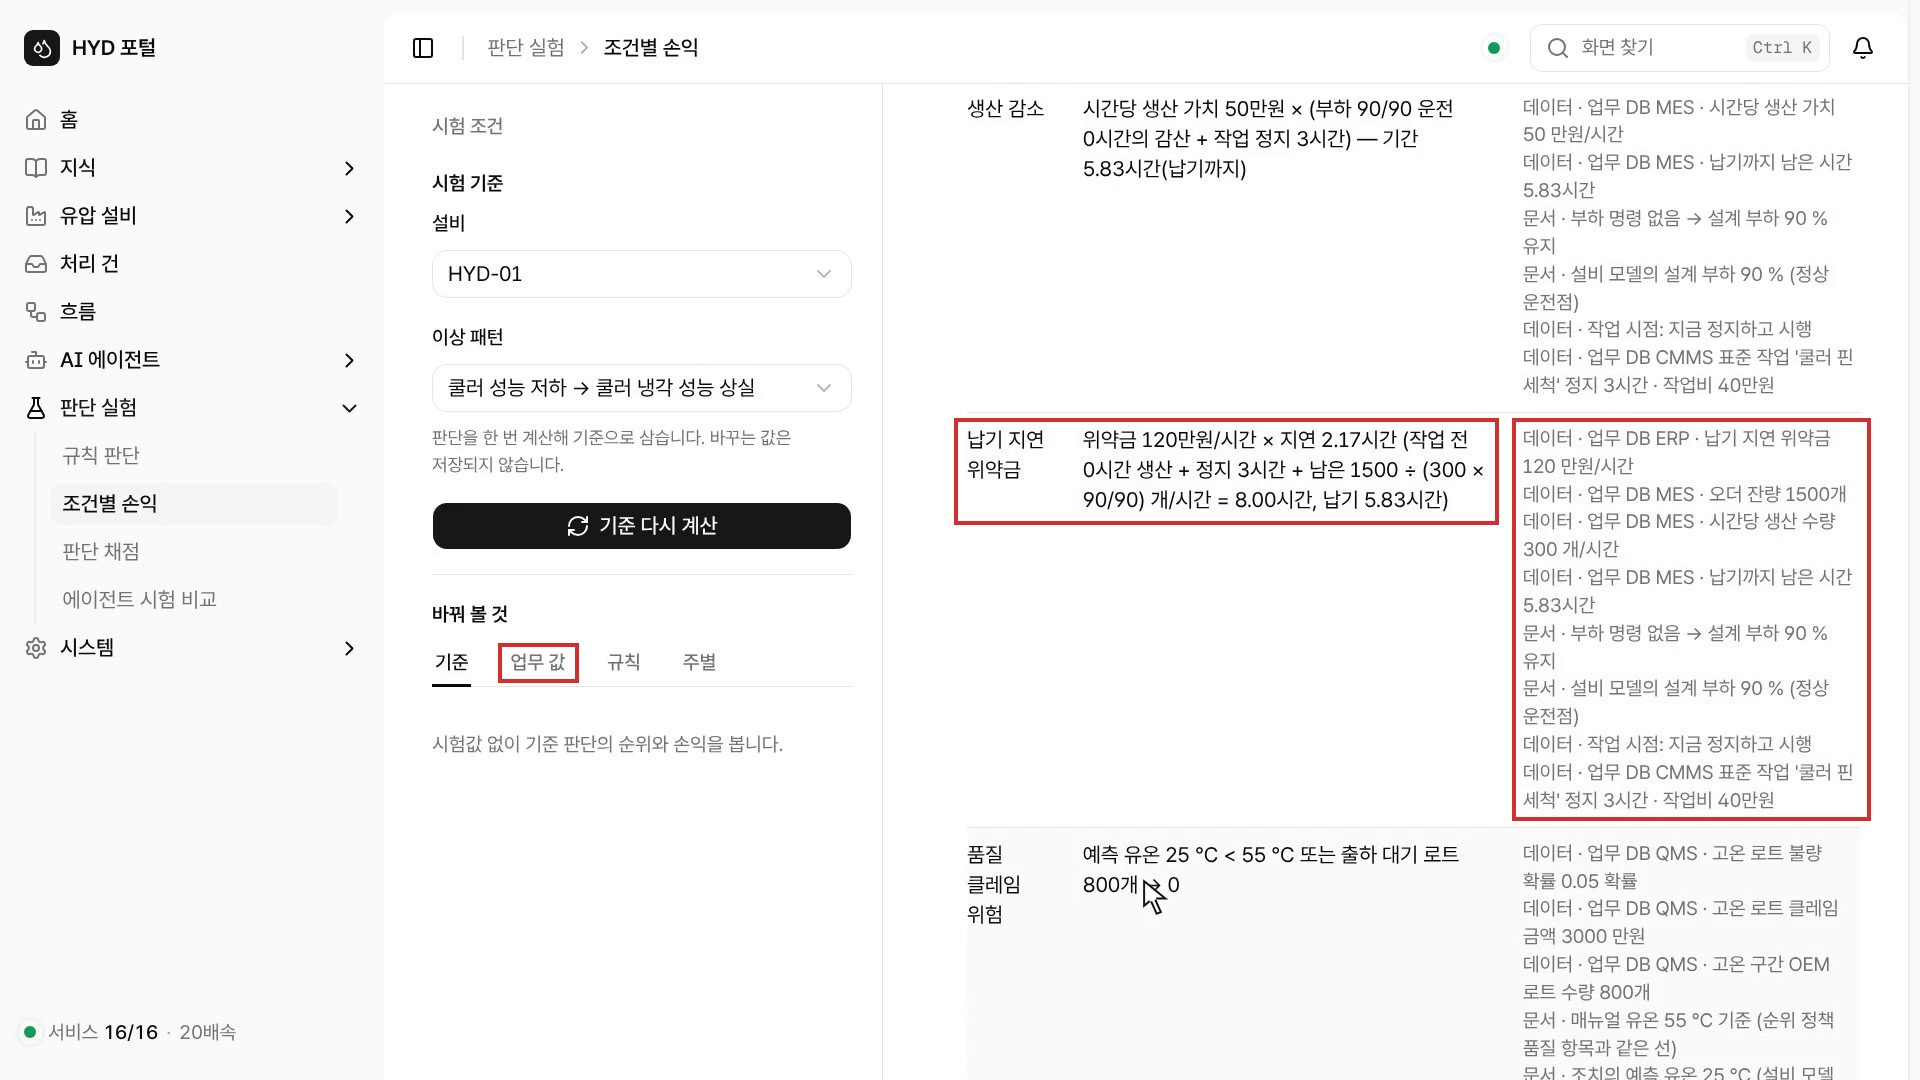 HYD 포털
홈
지식
유압 설비
처리 건
흐름
AI 에이전트
판단 실험
규칙 판단
조건별 손익
판단 채점
에이전트 시험 비교
시스템
서비스 16/16 · 20배속
판단 실험 > 조건별 손익
화면 찾기 Ctrl K
시험 조건
시험 기준
설비
HYD-01
이상 패턴
쿨러 성능 저하 → 쿨러 냉각 성능 상실
판단을 한 번 계산해 기준으로 삼습니다. 바꾸는 값은
저장되지 않습니다.
기준 다시 계산
바꿔 볼 것
기준 업무 값 규칙 주별
시험값 없이 기준 판단의 순위와 손익을 봅니다.
생산 감소
시간당 생산 가치 50만원 × (부하 90/90 운전
0시간의 감산 + 작업 정지 3시간) — 기간
5.83시간(납기까지)
데이터 · 업무 DB MES · 시간당 생산 가치
50 만원/시간
데이터 · 업무 DB MES · 납기까지 남은 시간
5.83시간
문서 · 부하 명령 없음 → 설계 부하 90 %
유지
문서 · 설비 모델의 설계 부하 90 % (정상
운전점)
데이터 · 작업 시점: 지금 정지하고 시행
데이터 · 업무 DB CMMS 표준 작업 '쿨러 핀
세척' 정지 3시간 · 작업비 40만원
납기 지연
위약금
위약금 120만원/시간 × 지연 2.17시간 (작업 전
0시간 생산 + 정지 3시간 + 남은 1500 ÷ (300 ×
90/90) 개/시간 = 8.00시간, 납기 5.83시간)
데이터 · 업무 DB ERP · 납기 지연 위약금
120 만원/시간
데이터 · 업무 DB MES · 오더 잔량 1500개
데이터 · 업무 DB MES · 시간당 생산 수량
300 개/시간
데이터 · 업무 DB MES · 납기까지 남은 시간
5.83시간
문서 · 부하 명령 없음 → 설계 부하 90 %
유지
문서 · 설비 모델의 설계 부하 90 % (정상
운전점)
데이터 · 작업 시점: 지금 정지하고 시행
데이터 · 업무 DB CMMS 표준 작업 '쿨러 핀
세척' 정지 3시간 · 작업비 40만원
품질
클레임
위험
예측 유온 25 °C < 55 °C 또는 출하 대기 로트
800개 → 0
데이터 · 업무 DB QMS · 고온 로트 불량
확률 0.05 확률
데이터 · 업무 DB QMS · 고온 로트 클레임
금액 3000 만원
데이터 · 업무 DB QMS · 고온 구간 OEM
로트 수량 800개
문서 · 매뉴얼 유온 55 °C 기준 (순위 정책
품질 항목과 같은 선)
문서 · 조치의 예측 유온 25 °C (설비 모델